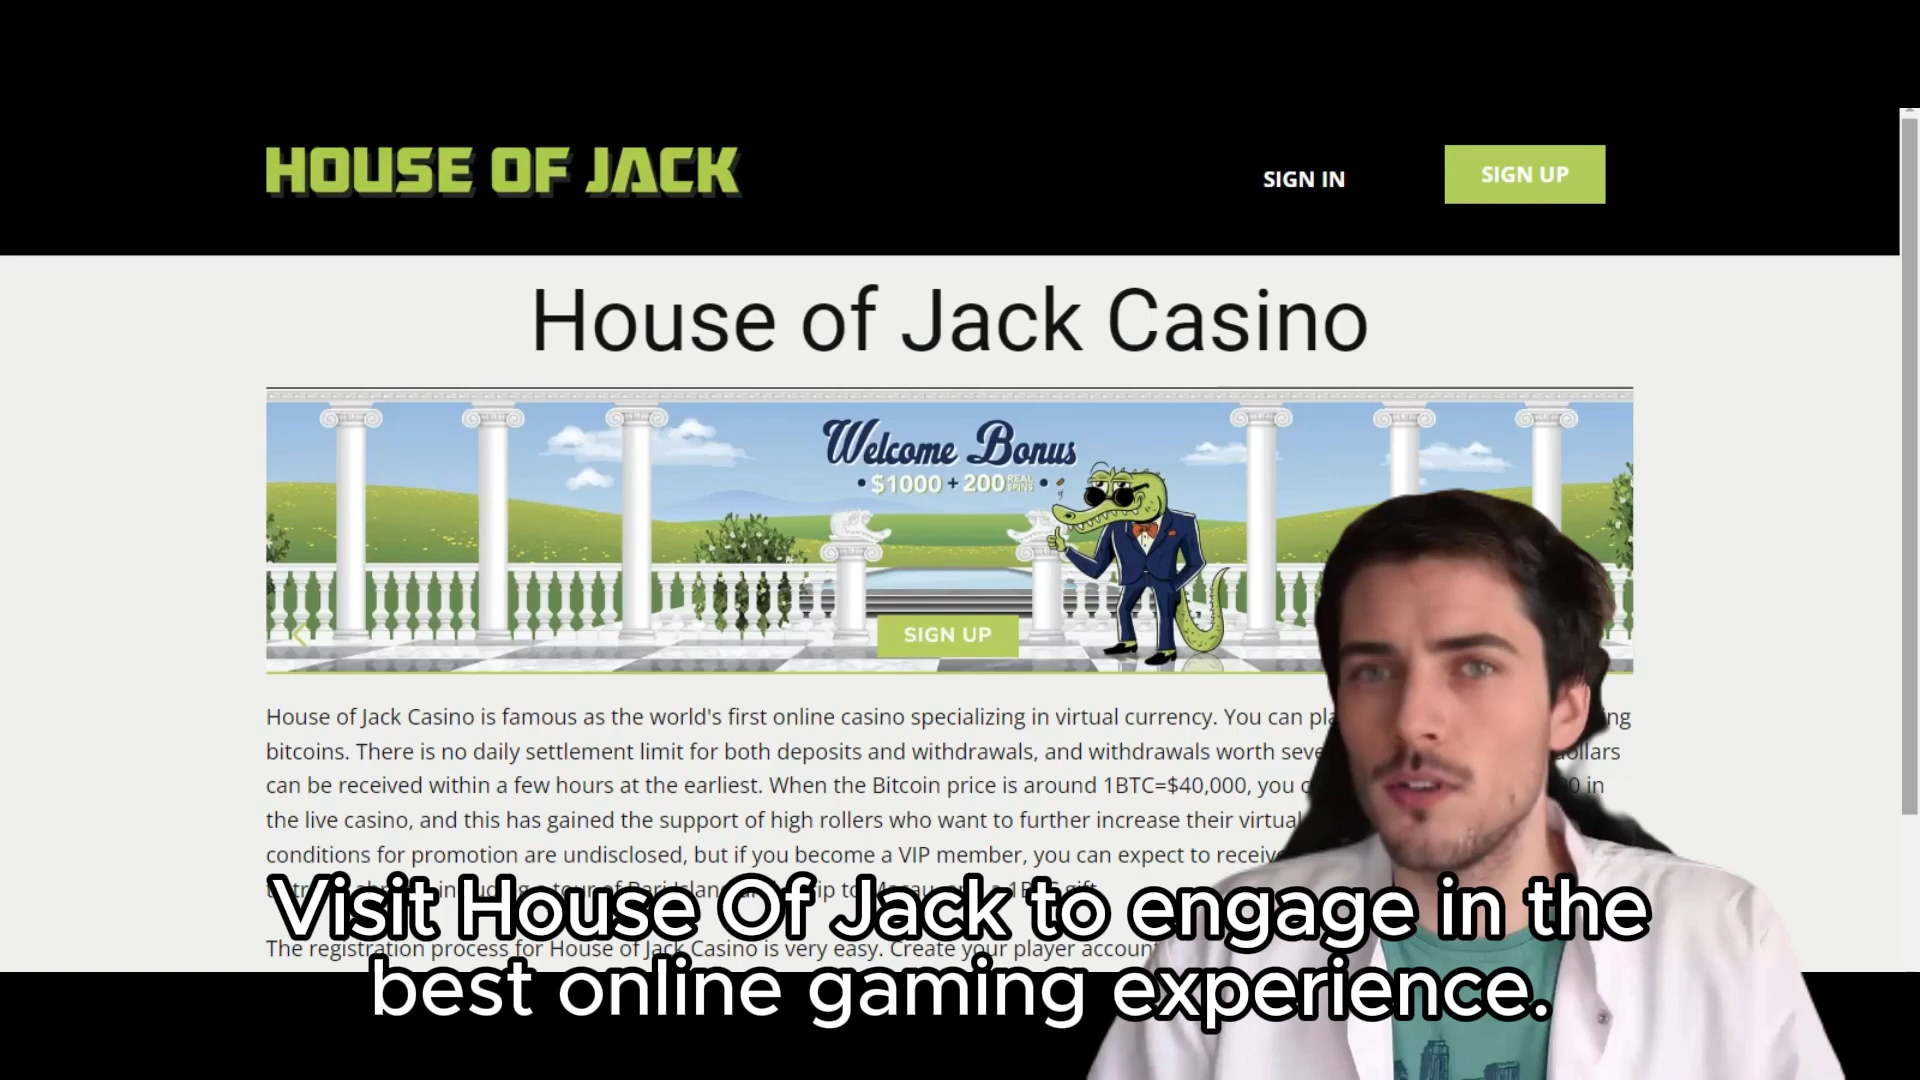 HOUSE OF JACK
SIGN IN
SIGN UP
House of Jack Casino
Welcome Bonus
• $1000 + 200 REAL SPINS •
SIGN UP
House of Jack Casino is famous as the world's first online casino specializing in virtual currency. You can
bitcoins. There is no daily settlement limit for both deposits and withdrawals, and withdrawals worth
can be received within a few hours at the earliest. When the Bitcoin price is around 1BTC=$40,000, you in
the live casino, and this has gained the support of high rollers who want to further increase their virtual
conditions for promotion are undisclosed, but if you become a VIP member, you can expect to
Visit House Of Jack to engage in the
The registration process for House of Jack Casino is very easy. Create your player
best online gaming experience.